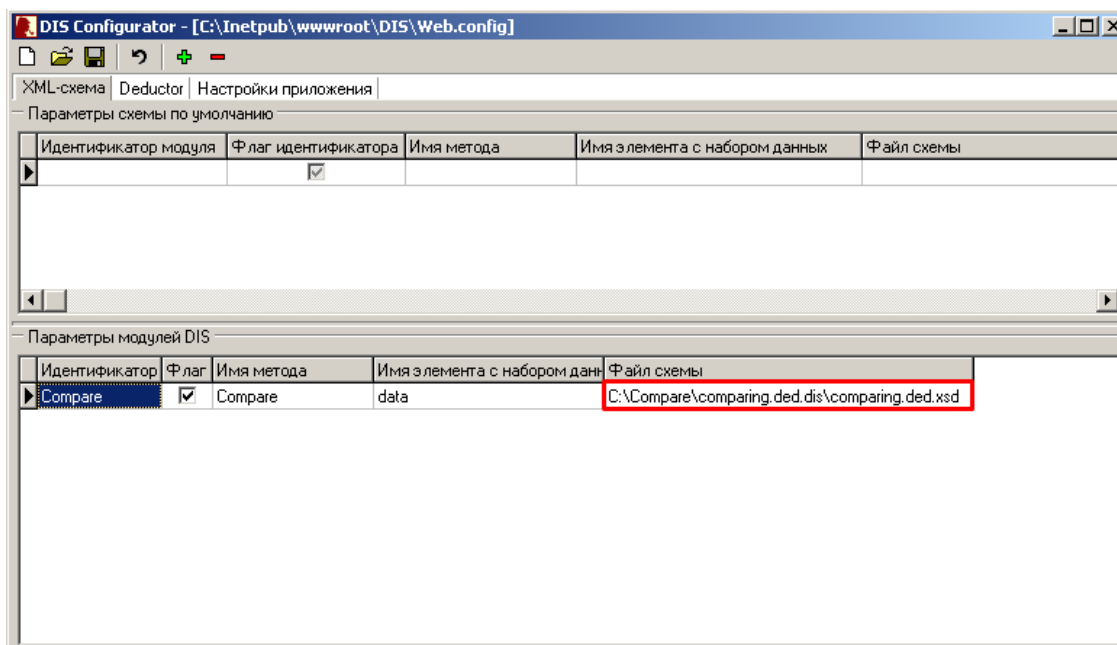 DIS Configurator - [C:\Inetpub\wwwroot\DIS\Web.config]
XML-схема Deductor Настройки приложения
Параметры схемы по умолчанию
Идентификатор модуля Флаг идентификатора Имя метода Имя элемента с набором данных Файл схемы
Параметры модулей DIS
Идентификатор Флаг Имя метода Имя элемента с набором данн Файл схемы
Compare Compare data C:\Compare\comparing.ded.dis\comparing.ded.xsd